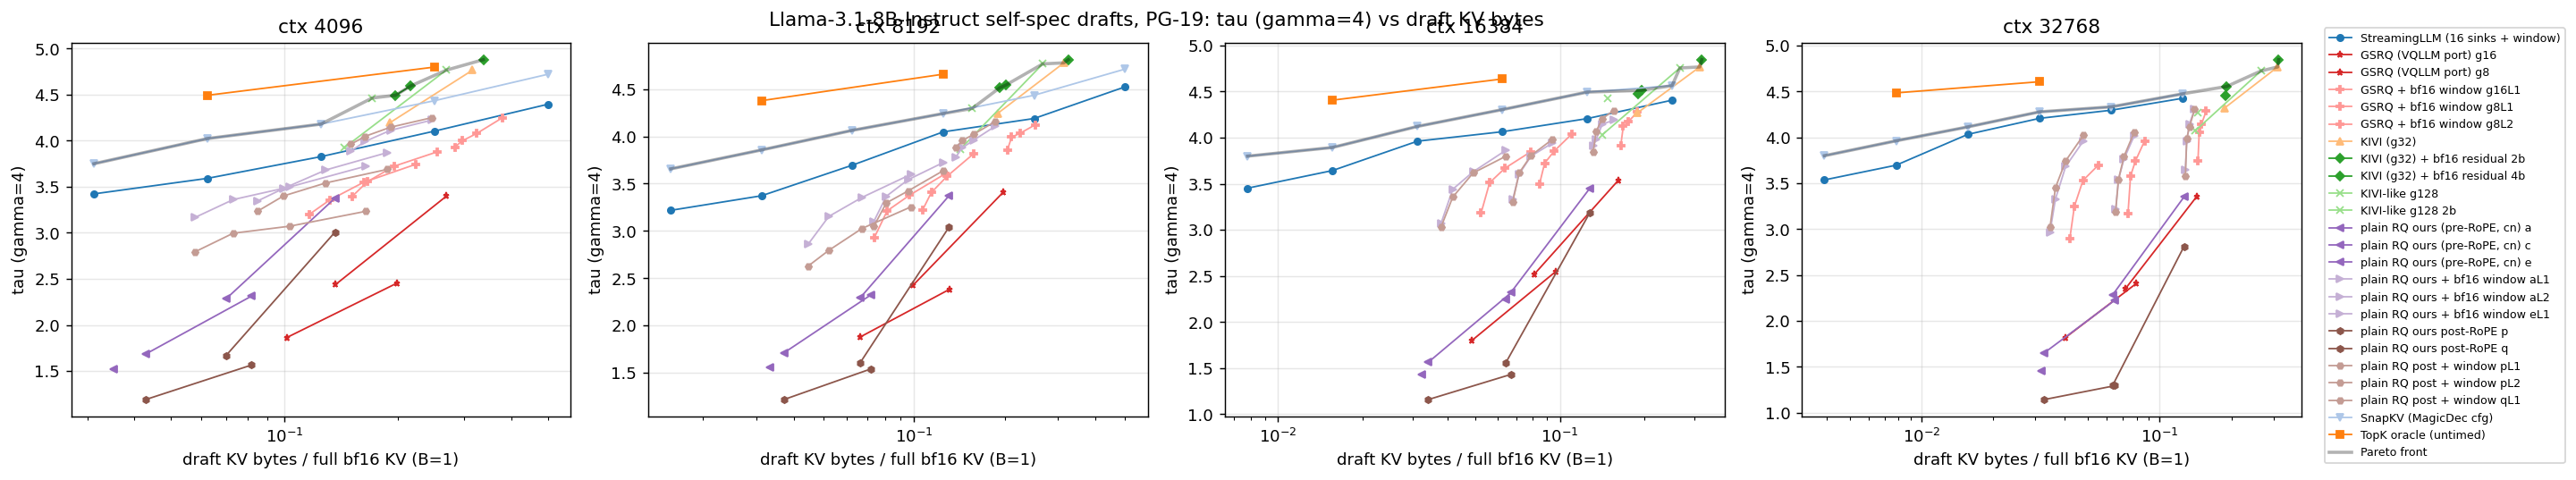 Llama-3.1-8B-Instruct self-spec drafts, PG-19: tau (gamma=4) vs draft KV bytes
ctx 4096
ctx 8192
ctx 16384
ctx 32768
tau (gamma=4)
5.0
4.5
4.0
3.5
3.0
2.5
2.0
1.5
10⁻¹
draft KV bytes / full bf16 KV (B=1)
tau (gamma=4)
4.5
4.0
3.5
3.0
2.5
2.0
1.5
10⁻¹
draft KV bytes / full bf16 KV (B=1)
tau (gamma=4)
5.0
4.5
4.0
3.5
3.0
2.5
2.0
1.5
1.0
10⁻²
10⁻¹
draft KV bytes / full bf16 KV (B=1)
tau (gamma=4)
5.0
4.5
4.0
3.5
3.0
2.5
2.0
1.5
1.0
10⁻²
10⁻¹
draft KV bytes / full bf16 KV (B=1)
StreamingLLM (16 sinks + window)
GSRQ (VQLLM port) g16
GSRQ (VQLLM port) g8
GSRQ + bf16 window g16L1
GSRQ + bf16 window g8L1
GSRQ + bf16 window g8L2
KIVI (g32)
KIVI (g32) + bf16 residual 2b
KIVI (g32) + bf16 residual 4b
KIVI-like g128
KIVI-like g128 2b
plain RQ ours (pre-RoPE, cn) a
plain RQ ours (pre-RoPE, cn) c
plain RQ ours (pre-RoPE, cn) e
plain RQ ours + bf16 window aL1
plain RQ ours + bf16 window aL2
plain RQ ours + bf16 window eL1
plain RQ ours post-RoPE p
plain RQ ours post-RoPE q
plain RQ post + window pL1
plain RQ post + window pL2
plain RQ post + window qL1
SnapKV (MagicDec cfg)
TopK oracle (untimed)
Pareto front